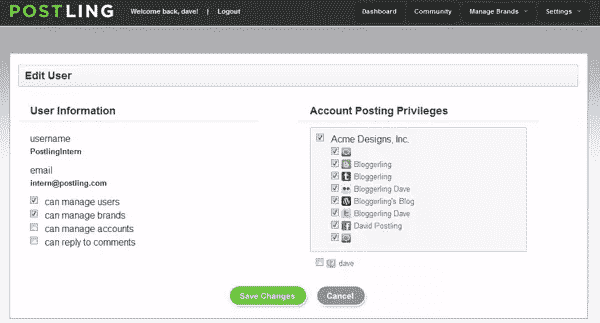 POSTLING Welcome back, dave! | Logout Dashboard Community Manage Brands Settings
Edit User
User Information
username
PostlingIntern
email
intern@postling.com
can manage users
can manage brands
can manage accounts
can reply to comments
Account Posting Privileges
Acme Designs, Inc.
Bloggerling
Bloggerling
Bloggerling Dave
Bloggerling's Blog
Bloggerling Dave
David Postling
dave
Save Changes Cancel